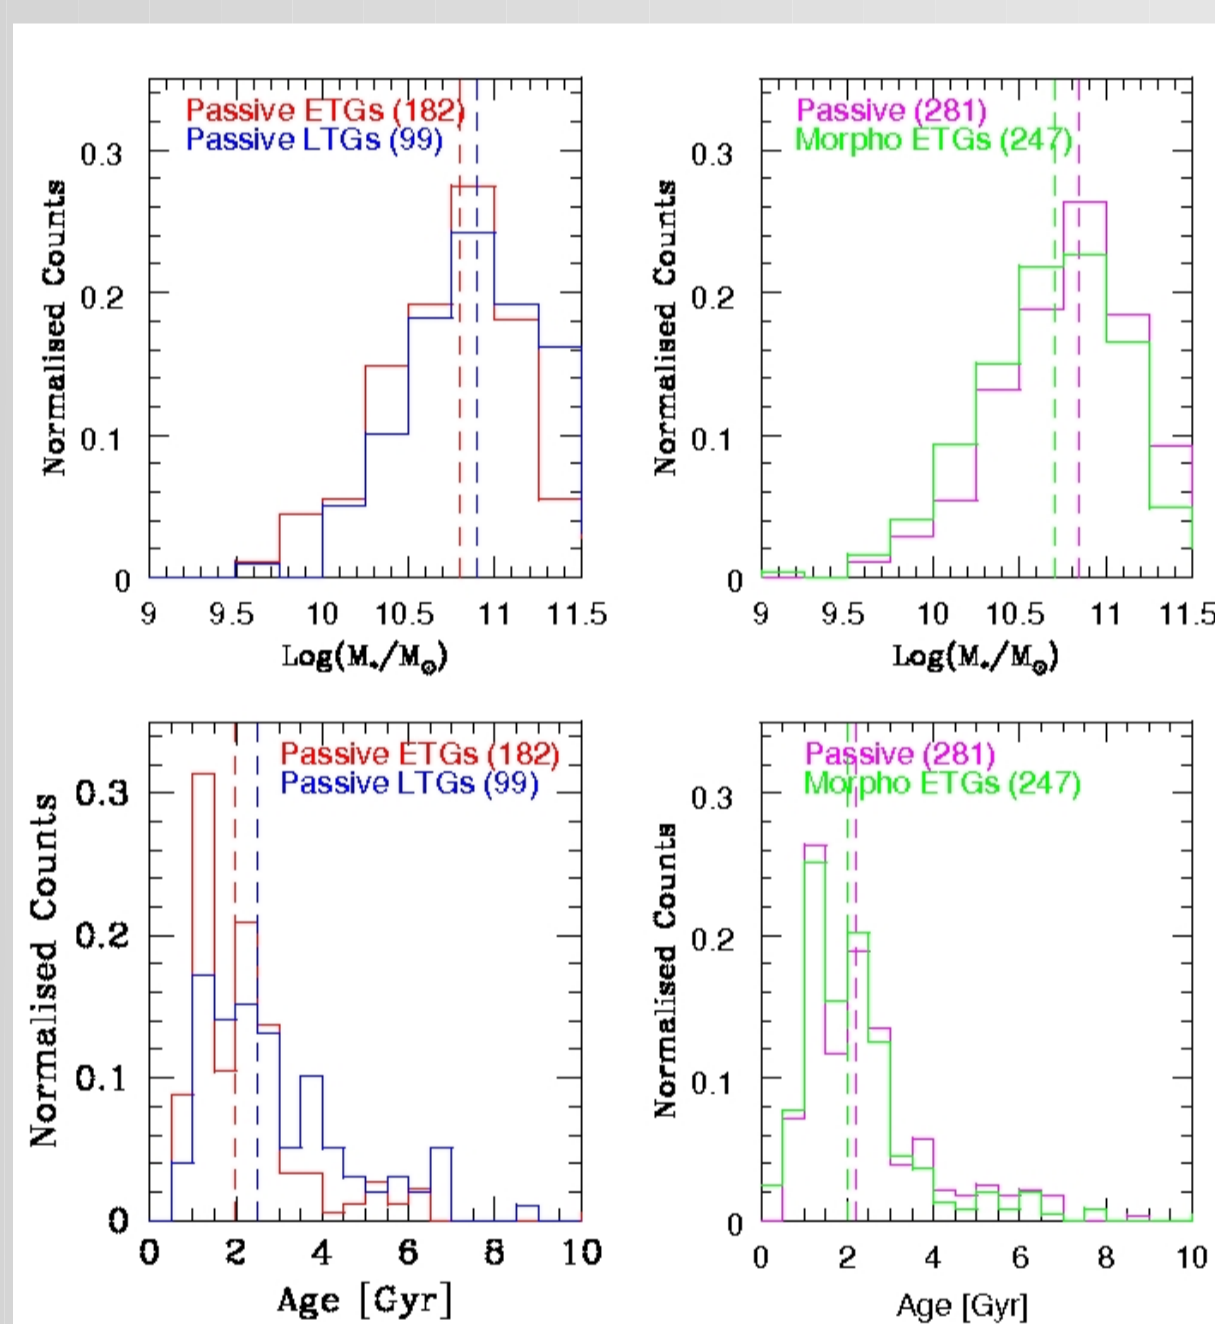 Passive ETGs (182)
Passive LTGs (99)
0.3
0.2
0.1
0
Normalised Counts
9 9.5 10 10.5 11 11.5
Log(M⋆/M⊙)
Passive (281)
Morpho ETGs (247)
0.3
0.2
0.1
0
Normalised Counts
9 9.5 10 10.5 11 11.5
Log(M⋆/M⊙)
Passive ETGs (182)
Passive LTGs (99)
0.3
0.2
0.1
0
Normalised Counts
0 2 4 6 8 10
Age [Gyr]
Passive (281)
Morpho ETGs (247)
0.3
0.2
0.1
0
Normalised Counts
0 2 4 6 8 10
Age [Gyr]